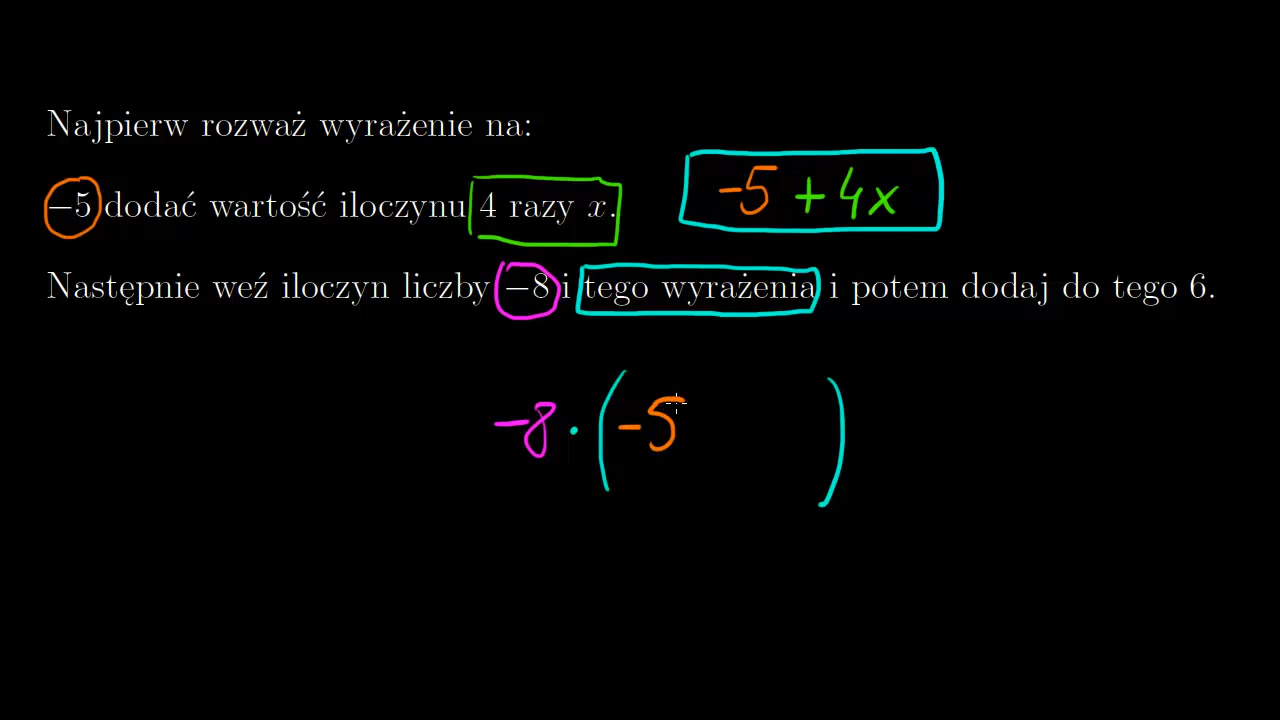 Najpierw rozważ wyrażenie na:
−5 dodać wartość iloczynu 4 razy x.
-5 + 4x
Następnie weź iloczyn liczby −8 i tego wyrażenia i potem dodaj do tego 6.
-8 · (-5 )